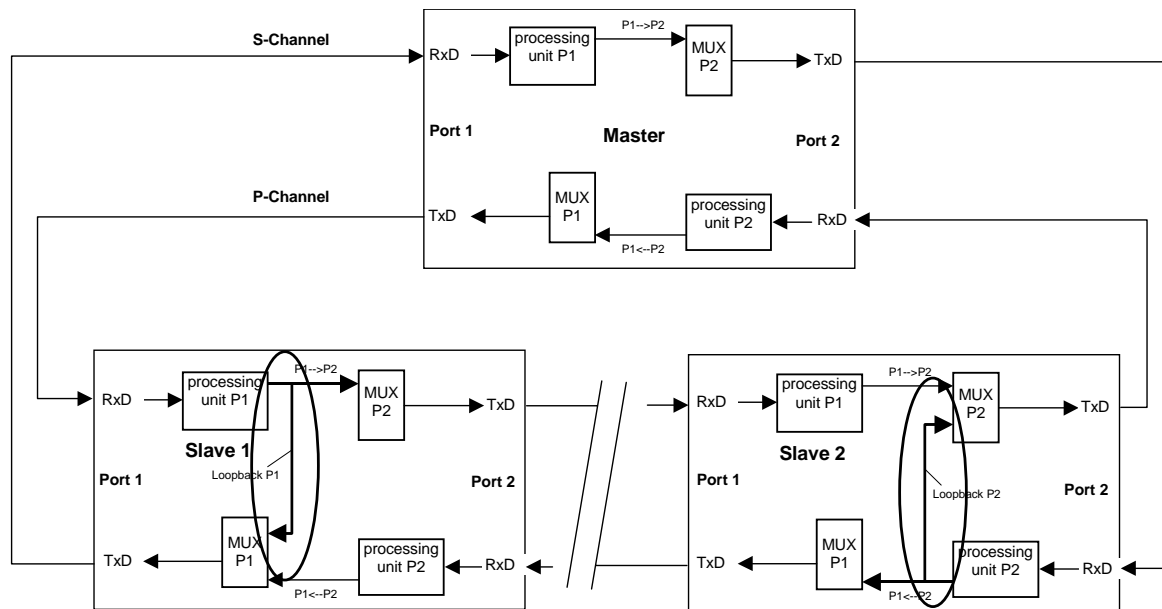 S-Channel
RxD
processing
unit P1
P1-->P2
MUX
P2
TxD
Port 1
Master
Port 2
P-Channel
TxD
MUX
P1
P1<--P2
processing
unit P2
RxD
RxD
processing
unit P1
P1-->P2
MUX
P2
TxD
Slave 1
Loopback P1
Port 1
Port 2
TxD
MUX
P1
P1<--P2
processing
unit P2
RxD
RxD
processing
unit P1
P1-->P2
MUX
P2
TxD
Slave 2
Loopback P2
Port 1
Port 2
TxD
MUX
P1
P1<--P2
processing
unit P2
RxD